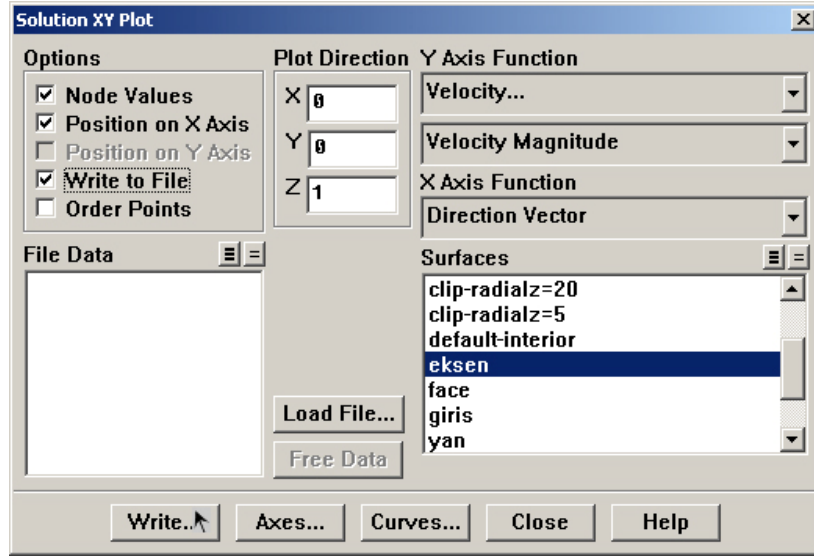 Solution XY Plot
Options
Node Values
Position on X Axis
Position on Y Axis
Write to File
Order Points
Plot Direction
X 0
Y 0
Z 1
Y Axis Function
Velocity...
Velocity Magnitude
X Axis Function
Direction Vector
File Data
Surfaces
clip-radialz=20
clip-radialz=5
default-interior
eksen
face
giris
yan
Load File...
Free Data
Write...
Axes...
Curves...
Close
Help